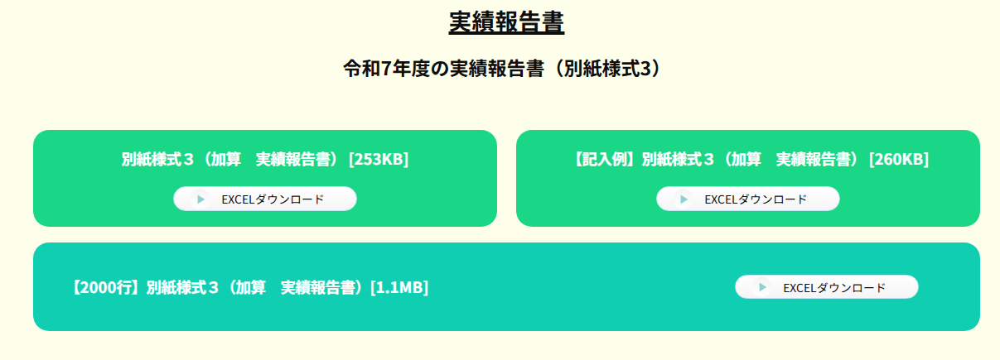 実績報告書
令和7年度の実績報告書（別紙様式3）
別紙様式３（加算　実績報告書） [253KB]
EXCELダウンロード
【記入例】別紙様式３（加算　実績報告書） [260KB]
EXCELダウンロード
【2000行】別紙様式３（加算　実績報告書）[1.1MB]
EXCELダウンロード